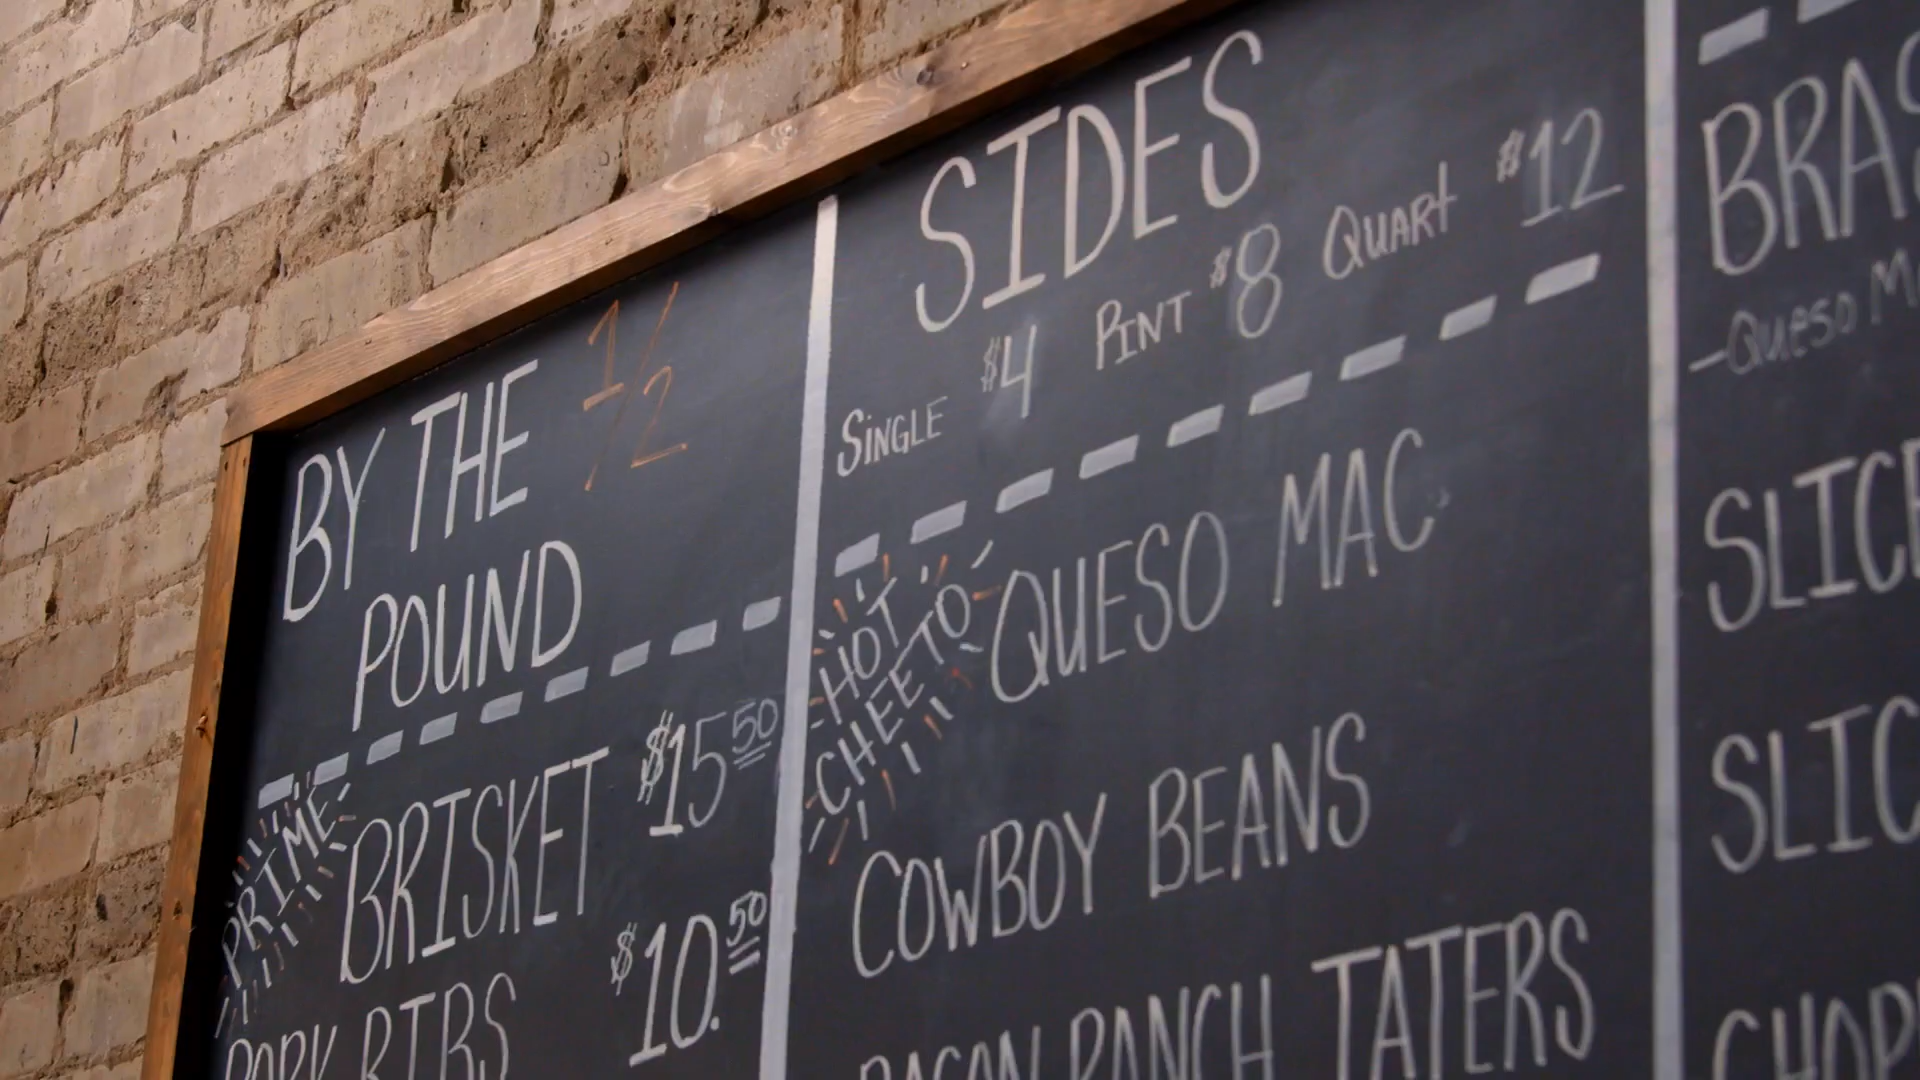 BY THE 1/2
POUND
PRIME BRISKET $15.50
PORK RIBS $10.50
SIDES
SINGLE $4 PINT $8 QUART $12
HOT CHEETO QUESO MAC
COWBOY BEANS
BACON RANCH TATERS
-QUESO